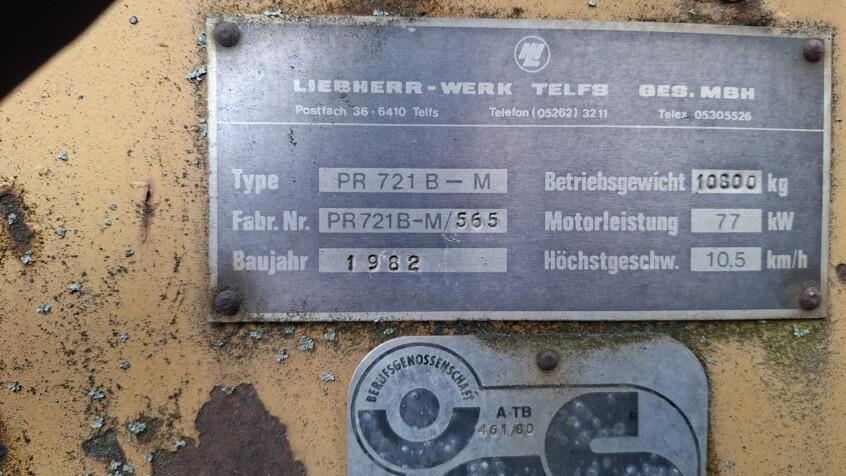 LIEBHERR-WERK TELFS GES. MBH
Postfach 36 · 6410 Telfs Telefon (05262) 3211 Telex 05305526
Type PR 721 B - M Betriebsgewicht 10800 kg
Fabr. Nr. PR721B-M/565 Motorleistung 77 kW
Baujahr 1982 Höchstgeschw. 10,5 km/h
BERUFSGENOSSENSCHAFT
A-TB
461/80
GS